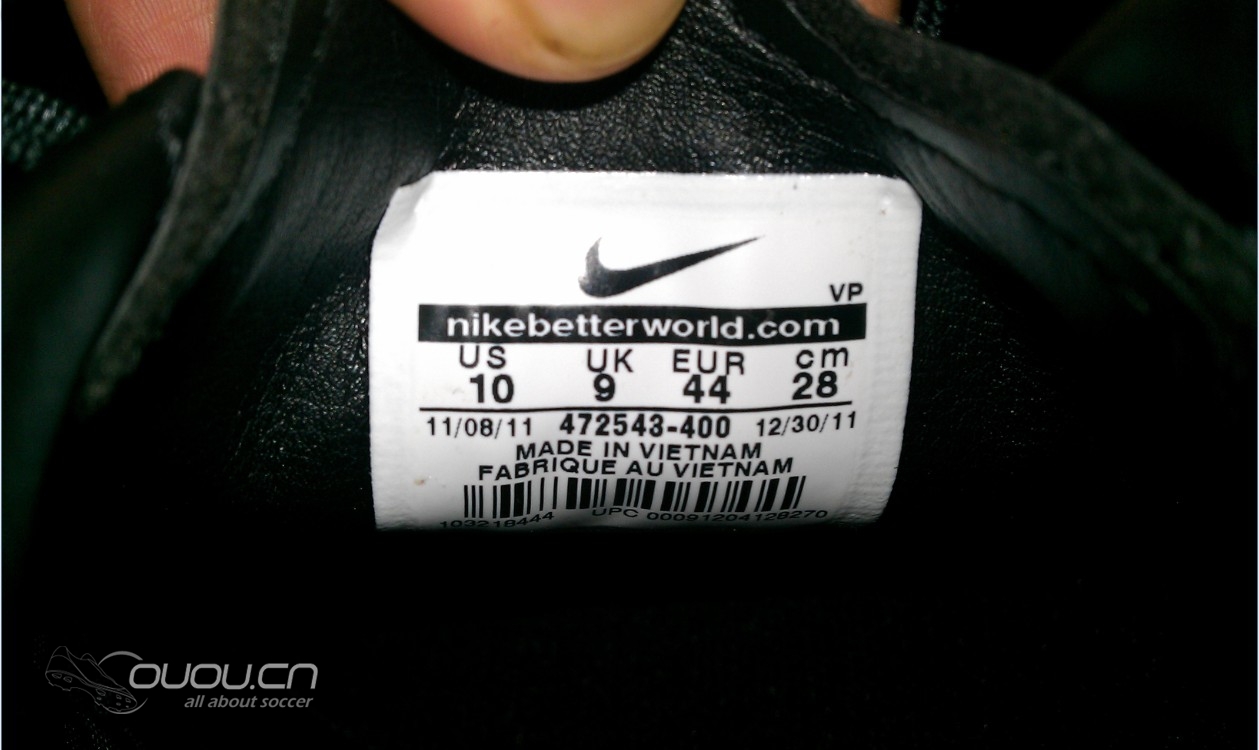 VP
nikebetterworld.com
US UK EUR cm
10 9 44 28
11/08/11 472543-400 12/30/11
MADE IN VIETNAM
FABRIQUE AU VIETNAM
103218444 UPC 00091204128270
OUOU.CN
all about soccer